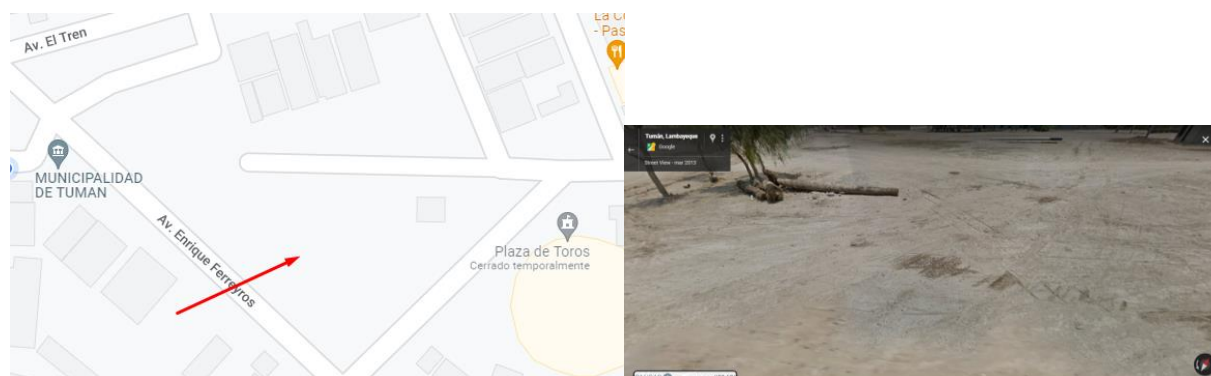 La C
- Pas
Av. El Tren
MUNICIPALIDAD
DE TUMAN
Av. Enrique Ferreyros
Plaza de Toros
Cerrado temporalmente
Tumán, Lambayeque
Google
Street View - mar 2013